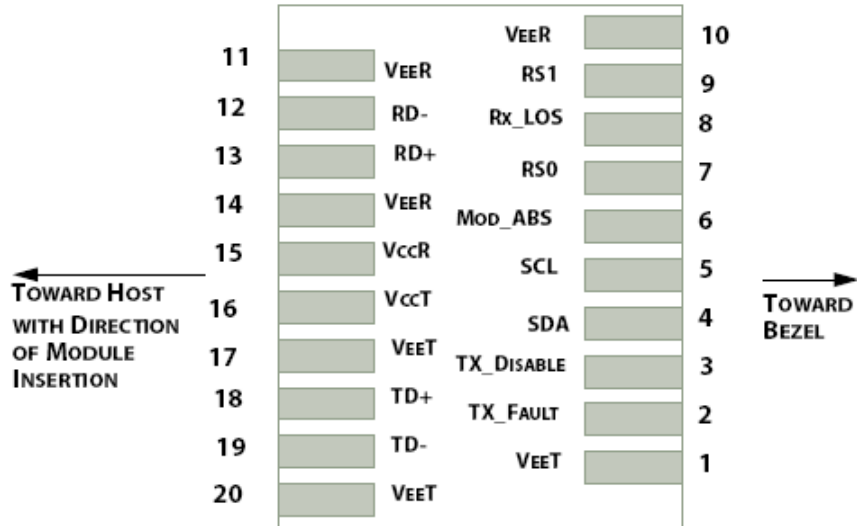 11 VEER
12 RD-
13 RD+
14 VEER
15 VCCR
16 VCCT
17 VEET
18 TD+
19 TD-
20 VEET
VEER 10
RS1 9
RX_LOS 8
RS0 7
MOD_ABS 6
SCL 5
SDA 4
TX_DISABLE 3
TX_FAULT 2
VEET 1
TOWARD HOST
WITH DIRECTION
OF MODULE
INSERTION
TOWARD
BEZEL